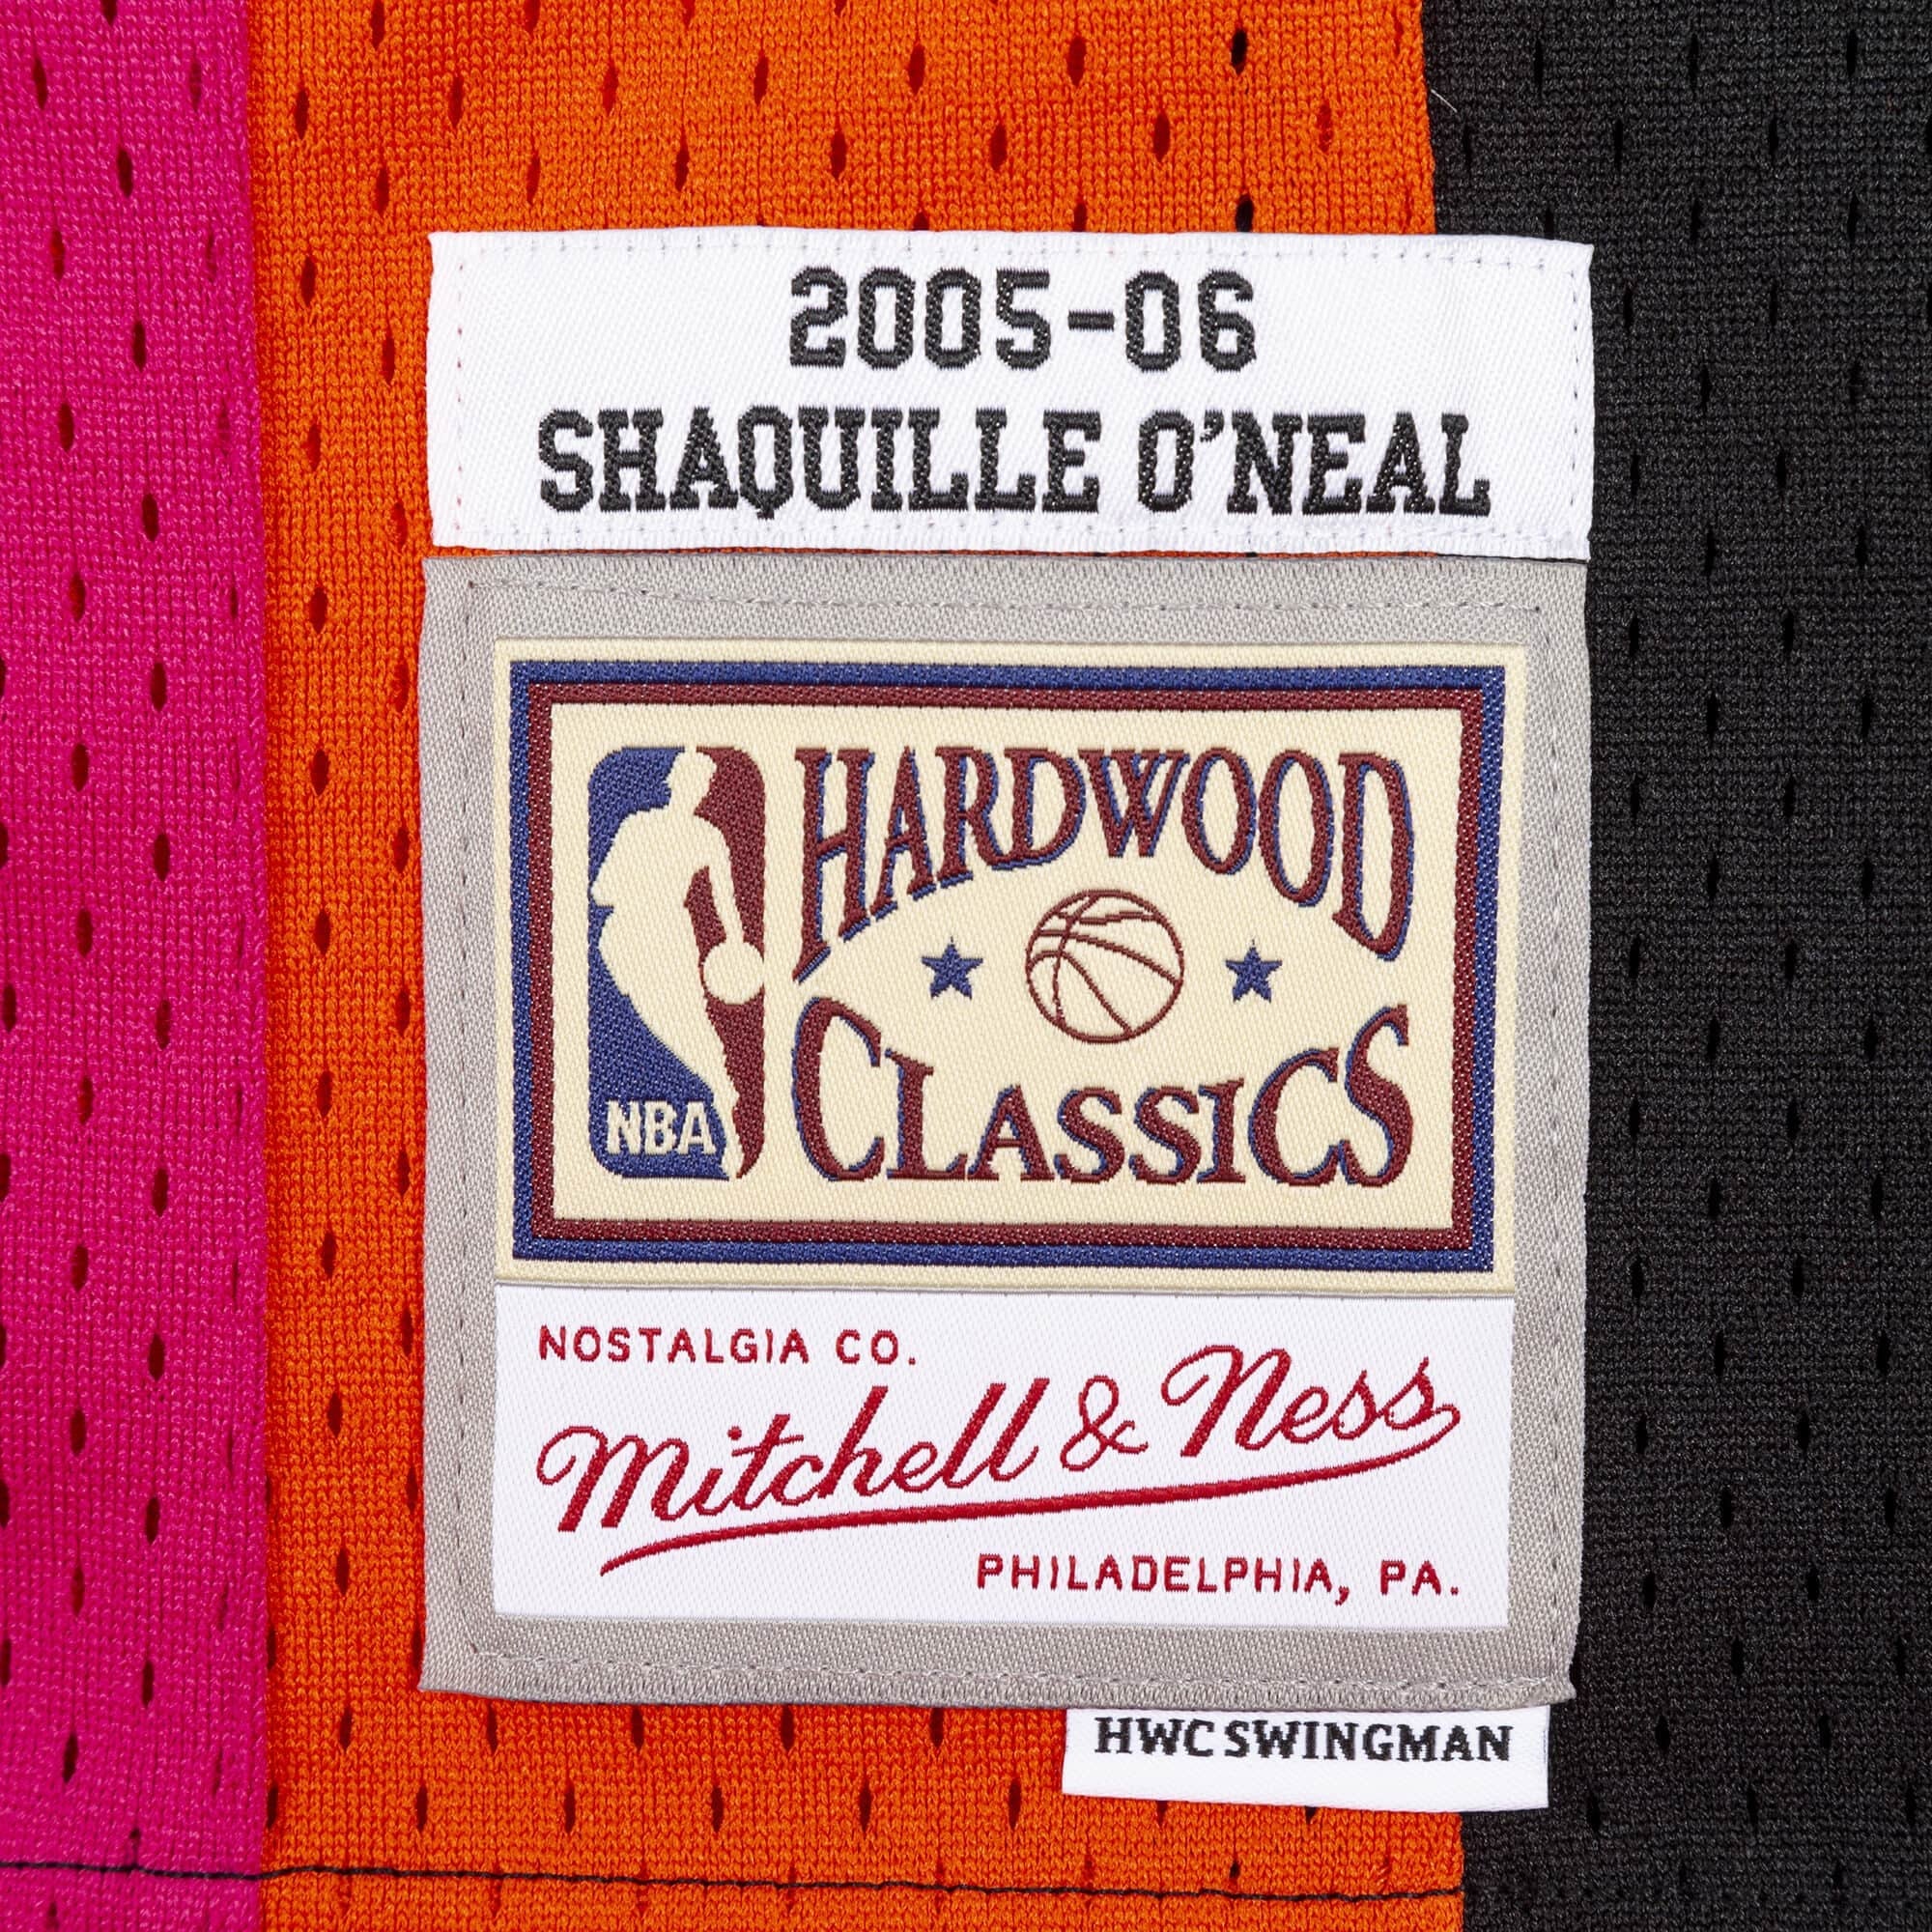 2005-06
SHAQUILLE O'NEAL
HARDWOOD
CLASSICS
NBA
NOSTALGIA CO.
Mitchell & Ness
PHILADELPHIA, PA.
HWC SWINGMAN